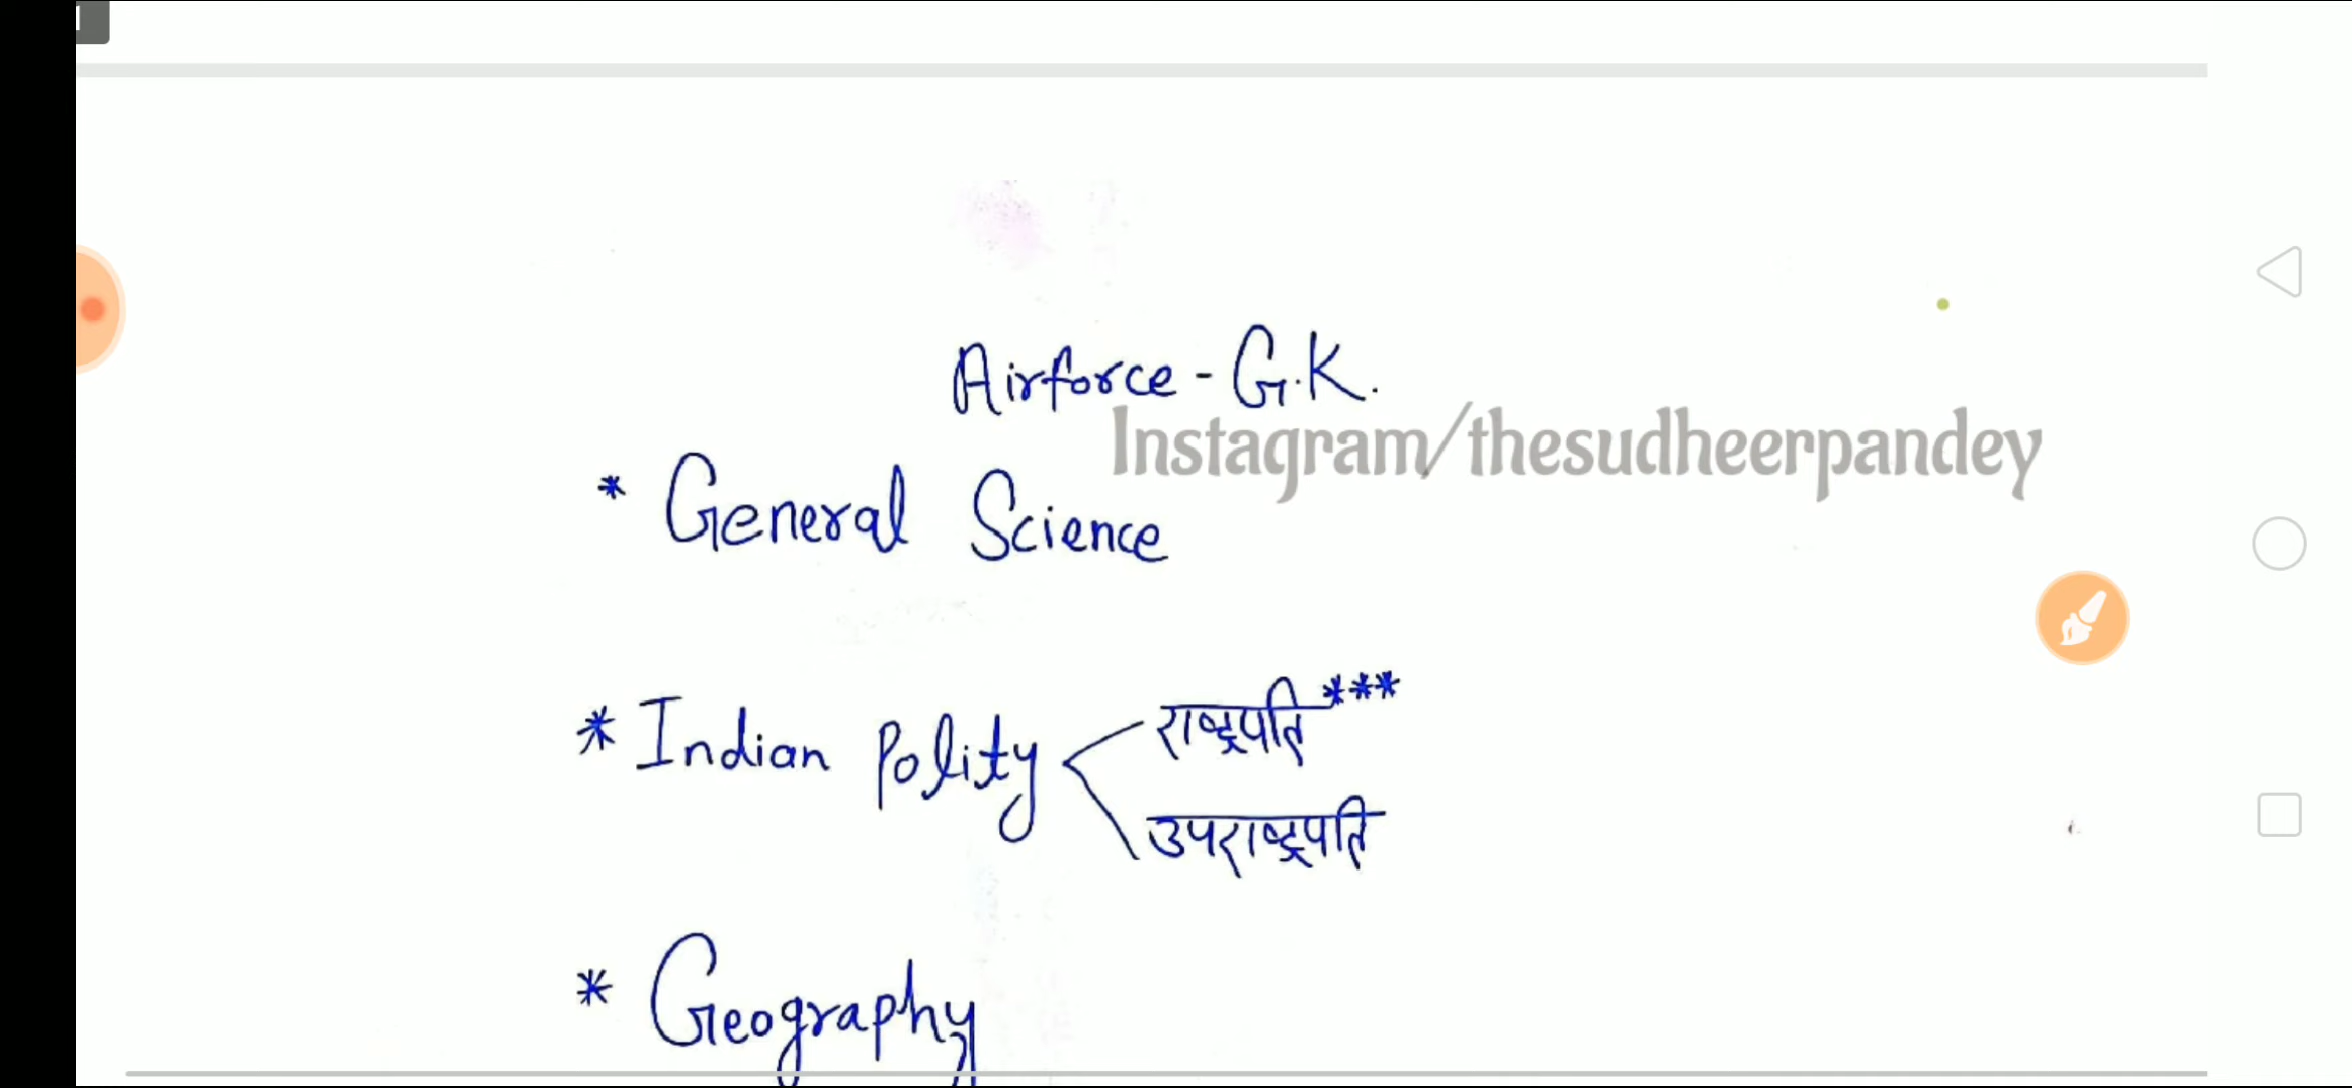 Airforce - G.K.
Instagram/thesudheerpandey
* General Science
* Indian Polity < राष्ट्रपति ***
उपराष्ट्रपति
* Geography